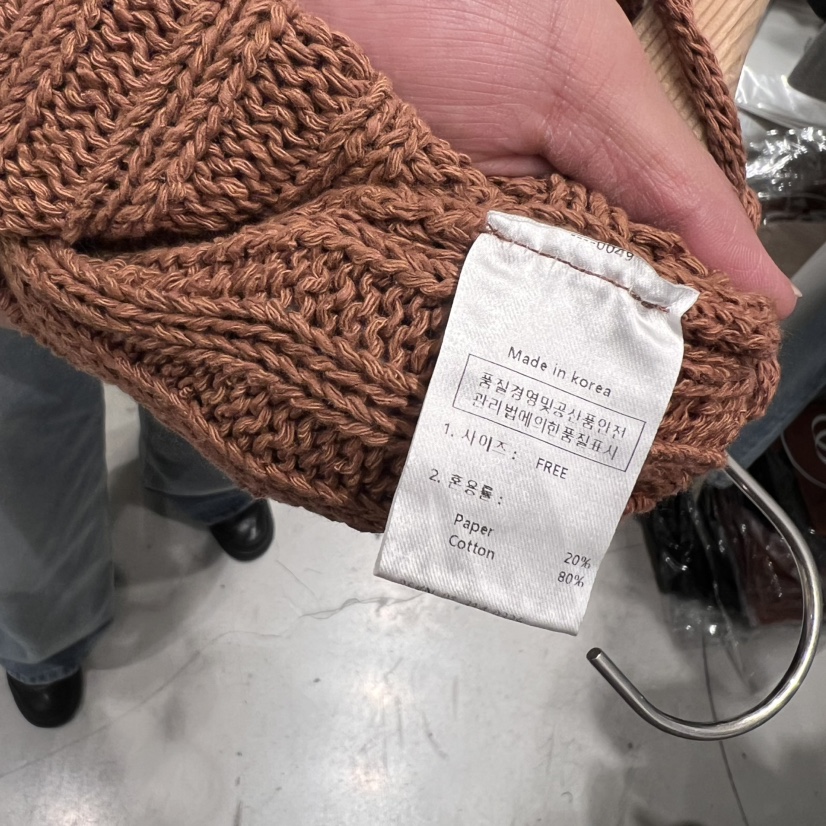 0049
Made in korea
품질경영및공산품안전
관리법에의한품질표시
1. 사이즈 : FREE
2. 혼용률 :
Paper 20%
Cotton 80%